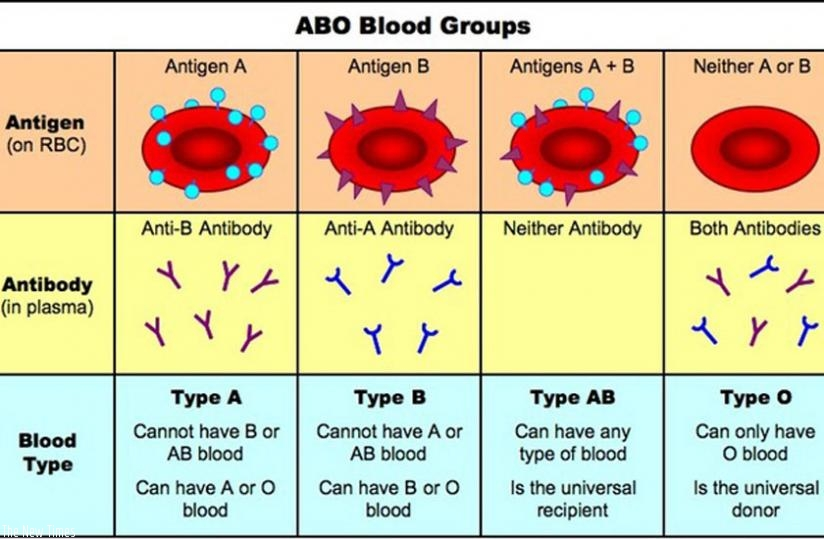 ABO Blood Groups
Antigen A
Antigen B
Antigens A + B
Neither A or B
Antigen
(on RBC)
Anti-B Antibody
Anti-A Antibody
Neither Antibody
Both Antibodies
Antibody
(in plasma)
Blood
Type
Type A
Cannot have B or
AB blood
Can have A or O
blood
Type B
Cannot have A or
AB blood
Can have B or O
blood
Type AB
Can have any
type of blood
Is the universal
recipient
Type O
Can only have
O blood
Is the universal
donor
The New Times